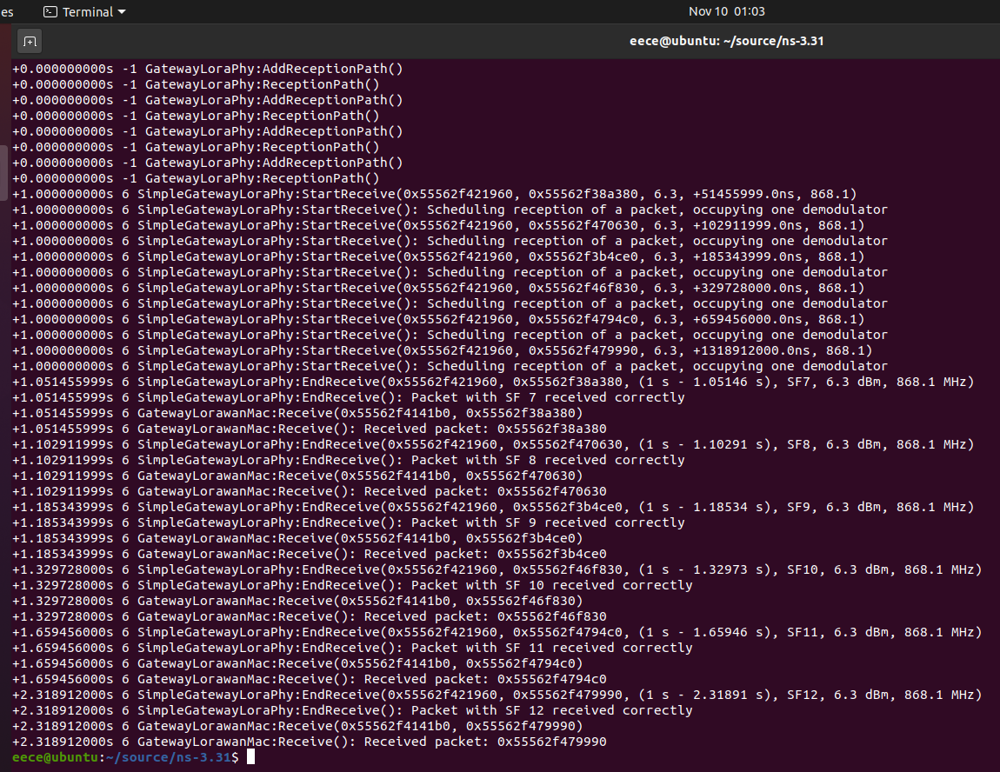 es Terminal Nov 10 01:03
eece@ubuntu: ~/source/ns-3.31
+0.000000000s -1 GatewayLoraPhy:AddReceptionPath()
+0.000000000s -1 GatewayLoraPhy:ReceptionPath()
+0.000000000s -1 GatewayLoraPhy:AddReceptionPath()
+0.000000000s -1 GatewayLoraPhy:ReceptionPath()
+0.000000000s -1 GatewayLoraPhy:AddReceptionPath()
+0.000000000s -1 GatewayLoraPhy:ReceptionPath()
+0.000000000s -1 GatewayLoraPhy:AddReceptionPath()
+0.000000000s -1 GatewayLoraPhy:ReceptionPath()
+1.000000000s 6 SimpleGatewayLoraPhy:StartReceive(0x55562f421960, 0x55562f38a380, 6.3, +51455999.0ns, 868.1)
+1.000000000s 6 SimpleGatewayLoraPhy:StartReceive(): Scheduling reception of a packet, occupying one demodulator
+1.000000000s 6 SimpleGatewayLoraPhy:StartReceive(0x55562f421960, 0x55562f470630, 6.3, +102911999.0ns, 868.1)
+1.000000000s 6 SimpleGatewayLoraPhy:StartReceive(): Scheduling reception of a packet, occupying one demodulator
+1.000000000s 6 SimpleGatewayLoraPhy:StartReceive(0x55562f421960, 0x55562f3b4ce0, 6.3, +185343999.0ns, 868.1)
+1.000000000s 6 SimpleGatewayLoraPhy:StartReceive(): Scheduling reception of a packet, occupying one demodulator
+1.000000000s 6 SimpleGatewayLoraPhy:StartReceive(0x55562f421960, 0x55562f46f830, 6.3, +329728000.0ns, 868.1)
+1.000000000s 6 SimpleGatewayLoraPhy:StartReceive(): Scheduling reception of a packet, occupying one demodulator
+1.000000000s 6 SimpleGatewayLoraPhy:StartReceive(0x55562f421960, 0x55562f4794c0, 6.3, +659456000.0ns, 868.1)
+1.000000000s 6 SimpleGatewayLoraPhy:StartReceive(): Scheduling reception of a packet, occupying one demodulator
+1.000000000s 6 SimpleGatewayLoraPhy:StartReceive(0x55562f421960, 0x55562f479990, 6.3, +1318912000.0ns, 868.1)
+1.000000000s 6 SimpleGatewayLoraPhy:StartReceive(): Scheduling reception of a packet, occupying one demodulator
+1.051455999s 6 SimpleGatewayLoraPhy:EndReceive(0x55562f421960, 0x55562f38a380, (1 s - 1.05146 s), SF7, 6.3 dBm, 868.1 MHz)
+1.051455999s 6 SimpleGatewayLoraPhy:EndReceive(): Packet with SF 7 received correctly
+1.051455999s 6 GatewayLorawanMac:Receive(0x55562f4141b0, 0x55562f38a380)
+1.051455999s 6 GatewayLorawanMac:Receive(): Received packet: 0x55562f38a380
+1.102911999s 6 SimpleGatewayLoraPhy:EndReceive(0x55562f421960, 0x55562f470630, (1 s - 1.10291 s), SF8, 6.3 dBm, 868.1 MHz)
+1.102911999s 6 SimpleGatewayLoraPhy:EndReceive(): Packet with SF 8 received correctly
+1.102911999s 6 GatewayLorawanMac:Receive(0x55562f4141b0, 0x55562f470630)
+1.102911999s 6 GatewayLorawanMac:Receive(): Received packet: 0x55562f470630
+1.185343999s 6 SimpleGatewayLoraPhy:EndReceive(0x55562f421960, 0x55562f3b4ce0, (1 s - 1.18534 s), SF9, 6.3 dBm, 868.1 MHz)
+1.185343999s 6 SimpleGatewayLoraPhy:EndReceive(): Packet with SF 9 received correctly
+1.185343999s 6 GatewayLorawanMac:Receive(0x55562f4141b0, 0x55562f3b4ce0)
+1.185343999s 6 GatewayLorawanMac:Receive(): Received packet: 0x55562f3b4ce0
+1.329728000s 6 SimpleGatewayLoraPhy:EndReceive(0x55562f421960, 0x55562f46f830, (1 s - 1.32973 s), SF10, 6.3 dBm, 868.1 MHz)
+1.329728000s 6 SimpleGatewayLoraPhy:EndReceive(): Packet with SF 10 received correctly
+1.329728000s 6 GatewayLorawanMac:Receive(0x55562f4141b0, 0x55562f46f830)
+1.329728000s 6 GatewayLorawanMac:Receive(): Received packet: 0x55562f46f830
+1.659456000s 6 SimpleGatewayLoraPhy:EndReceive(0x55562f421960, 0x55562f4794c0, (1 s - 1.65946 s), SF11, 6.3 dBm, 868.1 MHz)
+1.659456000s 6 SimpleGatewayLoraPhy:EndReceive(): Packet with SF 11 received correctly
+1.659456000s 6 GatewayLorawanMac:Receive(0x55562f4141b0, 0x55562f4794c0)
+1.659456000s 6 GatewayLorawanMac:Receive(): Received packet: 0x55562f4794c0
+2.318912000s 6 SimpleGatewayLoraPhy:EndReceive(0x55562f421960, 0x55562f479990, (1 s - 2.31891 s), SF12, 6.3 dBm, 868.1 MHz)
+2.318912000s 6 SimpleGatewayLoraPhy:EndReceive(): Packet with SF 12 received correctly
+2.318912000s 6 GatewayLorawanMac:Receive(0x55562f4141b0, 0x55562f479990)
+2.318912000s 6 GatewayLorawanMac:Receive(): Received packet: 0x55562f479990
eece@ubuntu:~/source/ns-3.31$